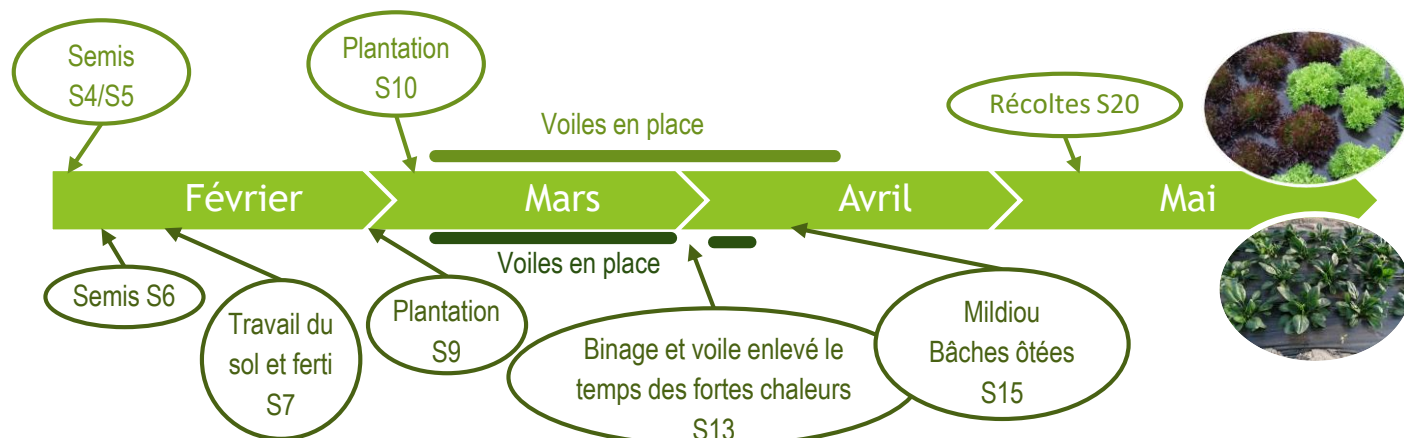 Semis
S4/S5
Plantation
S10
Voiles en place
Récoltes S20
Février
Mars
Avril
Mai
Voiles en place
Semis S6
Travail du
sol et ferti
S7
Plantation
S9
Binage et voile enlevé le
temps des fortes chaleurs
S13
Mildiou
Bâches ôtées
S15